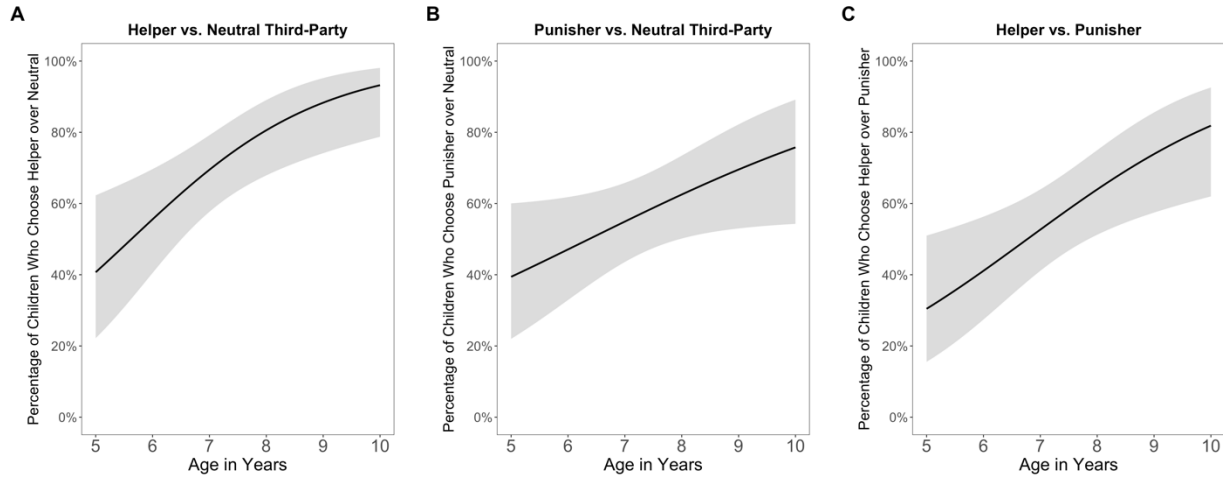 A
Helper vs. Neutral Third-Party
Percentage of Children Who Choose Helper over Neutral
100%
80%
60%
40%
20%
0%
5 6 7 8 9 10
Age in Years
B
Punisher vs. Neutral Third-Party
Percentage of Children Who Choose Punisher over Neutral
100%
80%
60%
40%
20%
0%
5 6 7 8 9 10
Age in Years
C
Helper vs. Punisher
Percentage of Children Who Choose Helper over Punisher
100%
80%
60%
40%
20%
0%
5 6 7 8 9 10
Age in Years